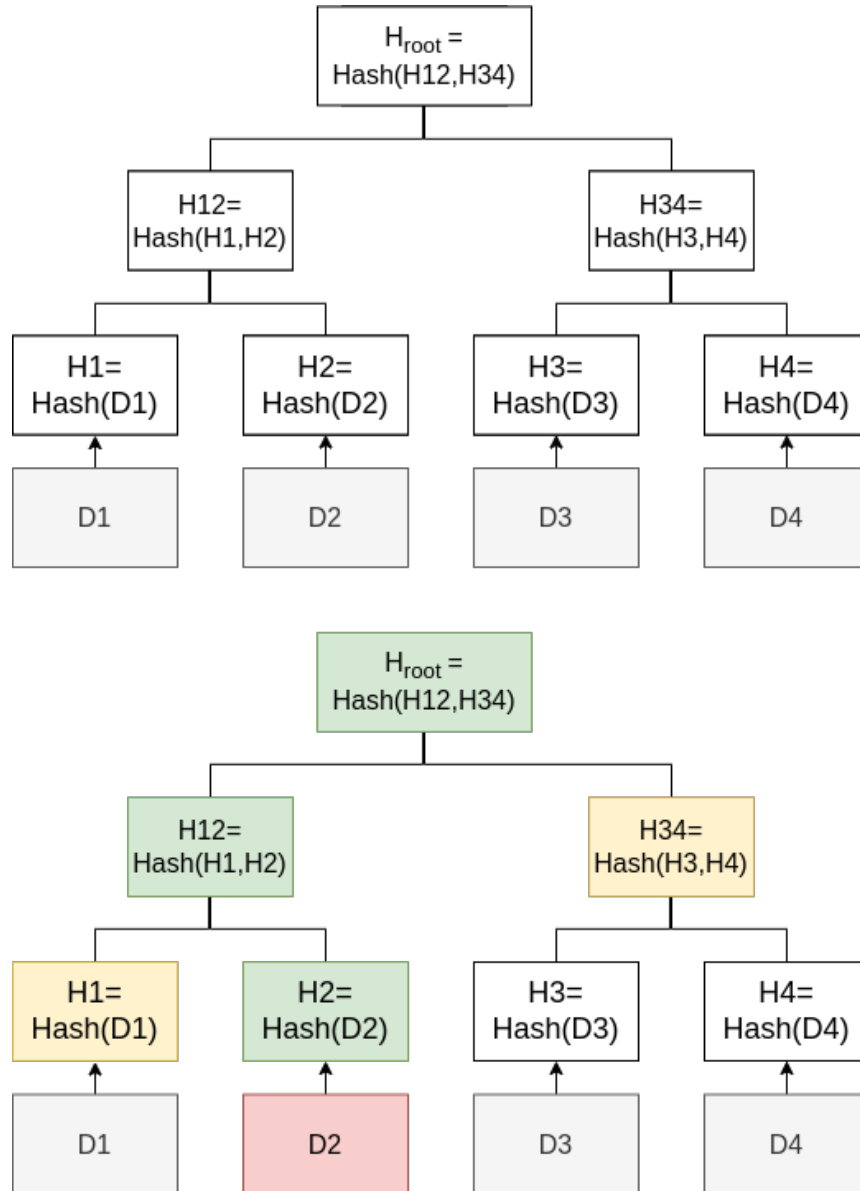 H_root =
Hash(H12,H34)
H12=
Hash(H1,H2)
H34=
Hash(H3,H4)
H1=
Hash(D1)
H2=
Hash(D2)
H3=
Hash(D3)
H4=
Hash(D4)
D1
D2
D3
D4
H_root =
Hash(H12,H34)
H12=
Hash(H1,H2)
H34=
Hash(H3,H4)
H1=
Hash(D1)
H2=
Hash(D2)
H3=
Hash(D3)
H4=
Hash(D4)
D1
D2
D3
D4